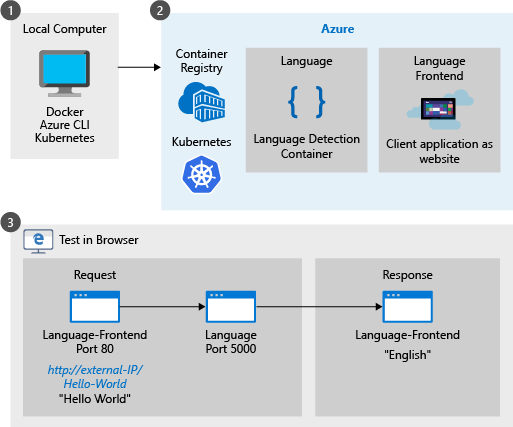 1
Local Computer
Docker
Azure CLI
Kubernetes
2
Azure
Container
Registry
Kubernetes
Language
{ }
Language Detection
Container
Language
Frontend
Client application as
website
3
Test in Browser
Request
Language-Frontend
Port 80
http://external-IP/
Hello-World
"Hello World"
Language
Port 5000
Response
Language-Frontend
"English"